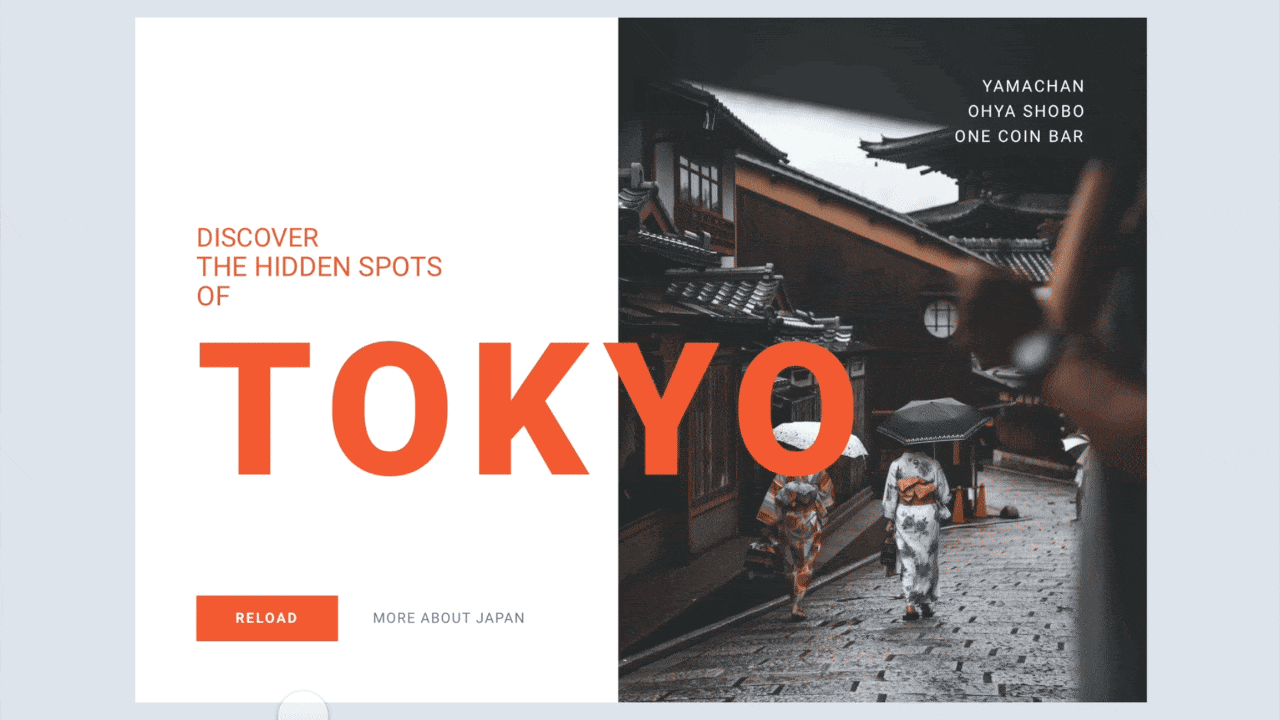 YAMACHAN
OHYA SHOBO
ONE COIN BAR
DISCOVER
THE HIDDEN SPOTS
OF
TOKYO
RELOAD
MORE ABOUT JAPAN